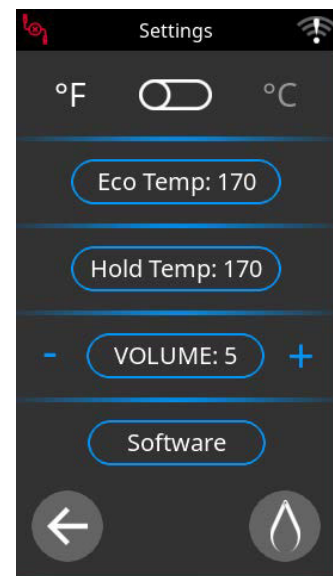 Settings
°F °C
Eco Temp: 170
Hold Temp: 170
- VOLUME: 5 +
Software